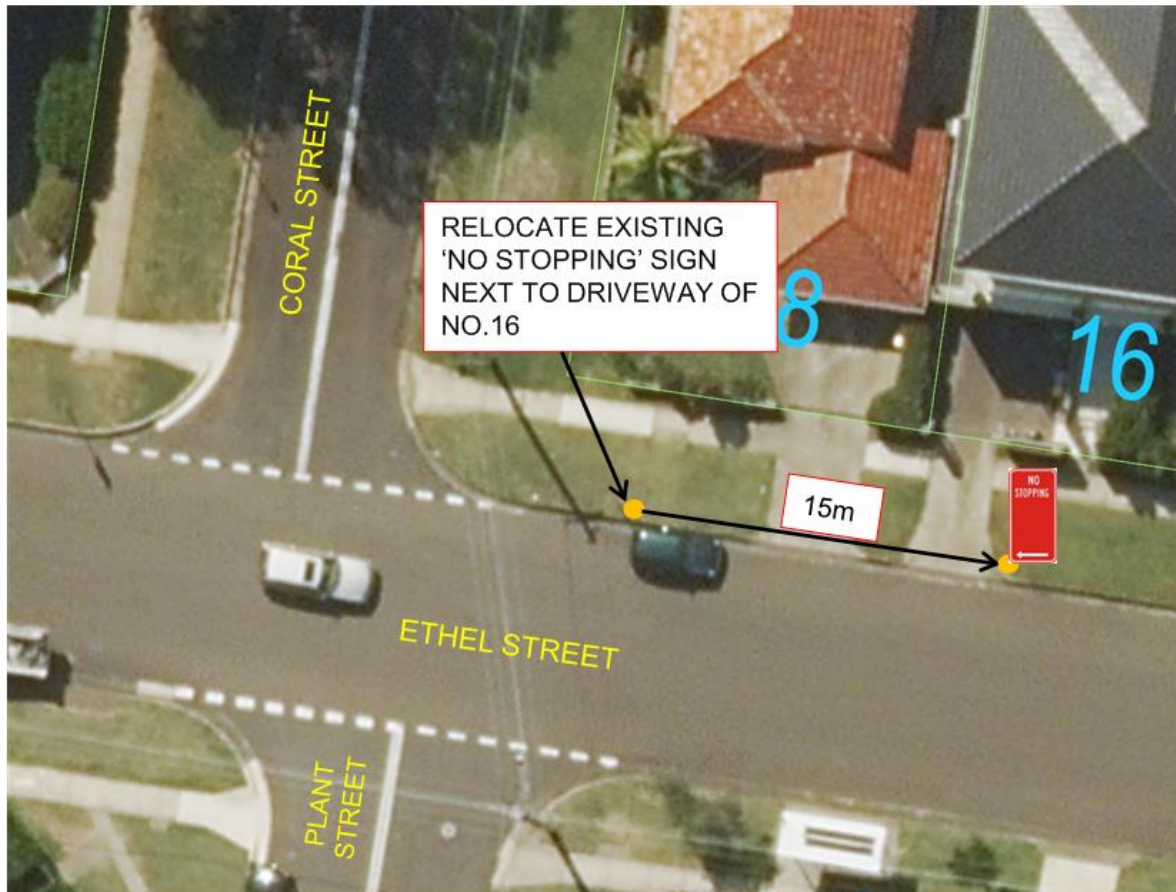 CORAL STREET
RELOCATE EXISTING
‘NO STOPPING’ SIGN
NEXT TO DRIVEWAY OF
NO.16
8
16
NO
STOPPING
15m
ETHEL STREET
PLANT
STREET